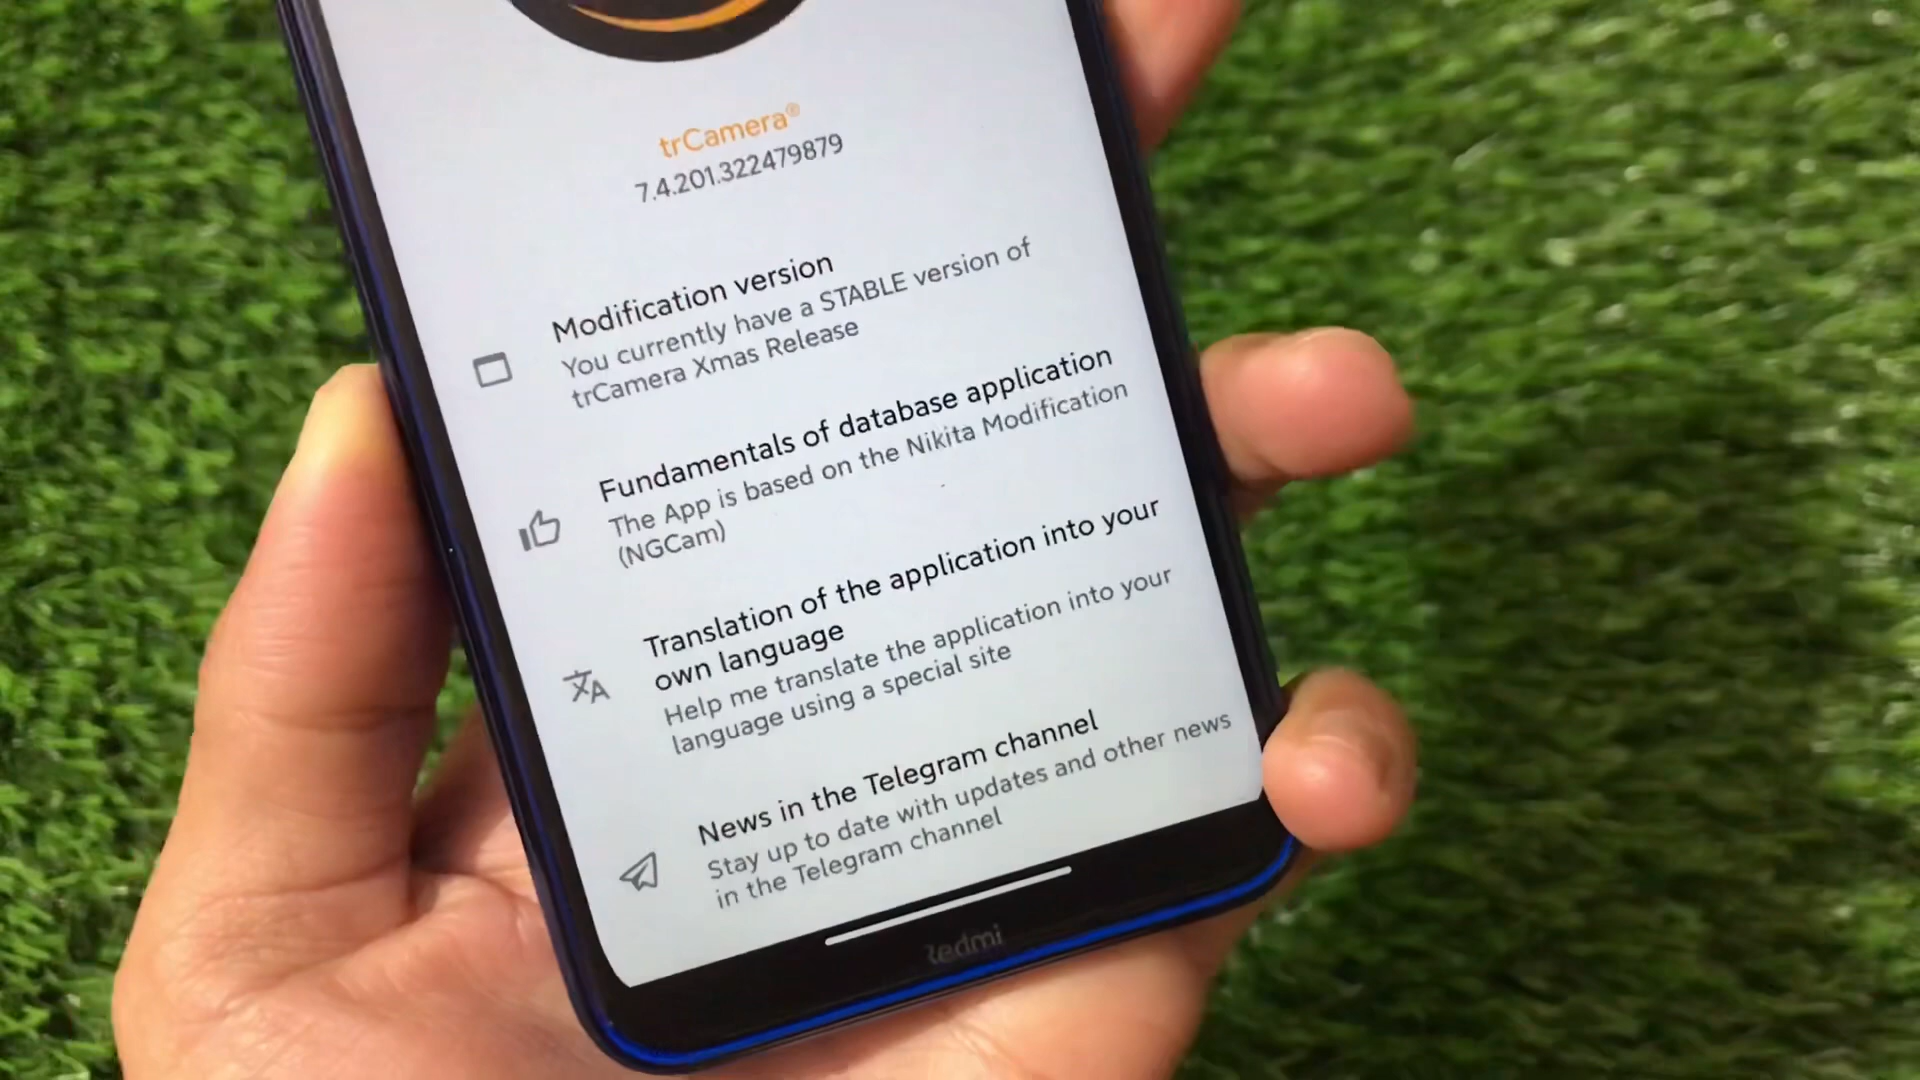 trCamera®
7.4.201.322479879
Modification version
You currently have a STABLE version of
trCamera Xmas Release
Fundamentals of database application
The App is based on the Nikita Modification
(NGCam)
Translation of the application into your
own language
Help me translate the application into your
language using a special site
News in the Telegram channel
Stay up to date with updates and other news
in the Telegram channel
Redmi